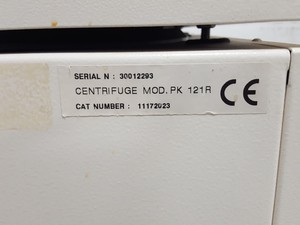 SERIAL N : 30012293
CENTRIFUGE MOD. PK 121R
CAT NUMBER : 11172023
CE